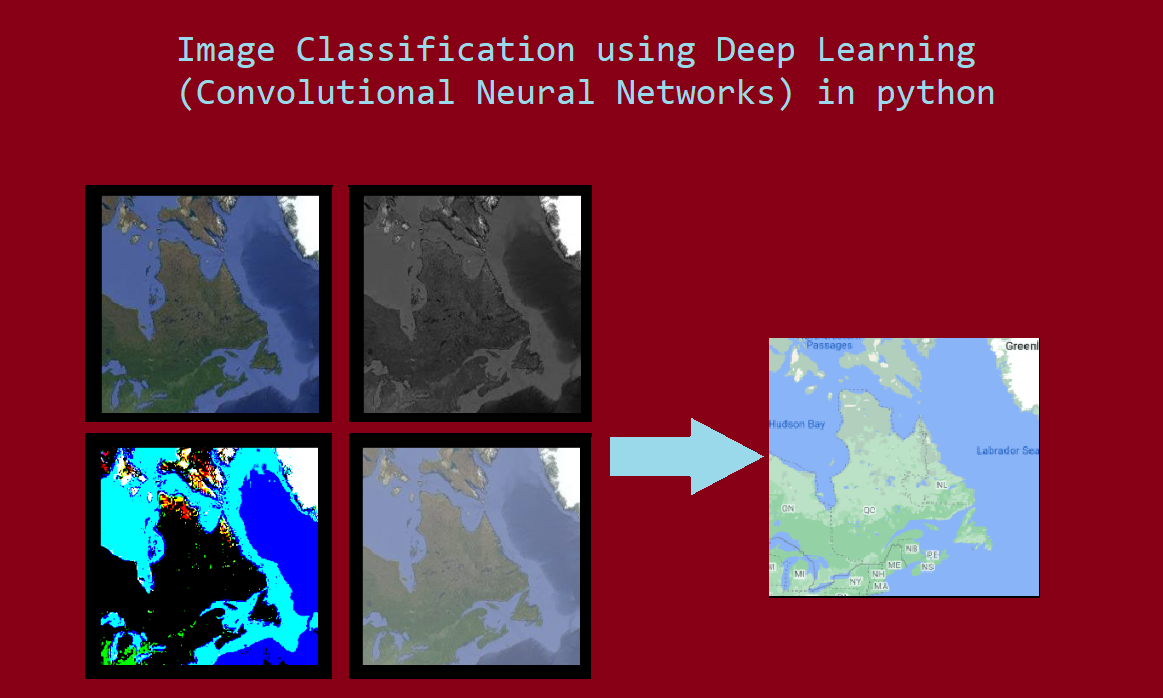 Image Classification using Deep Learning
(Convolutional Neural Networks) in python
Passages
Greenl
Hudson Bay
Labrador Sea
NL
ON
QC
NB
PE
ME
NS
MI
NH
NY
MA